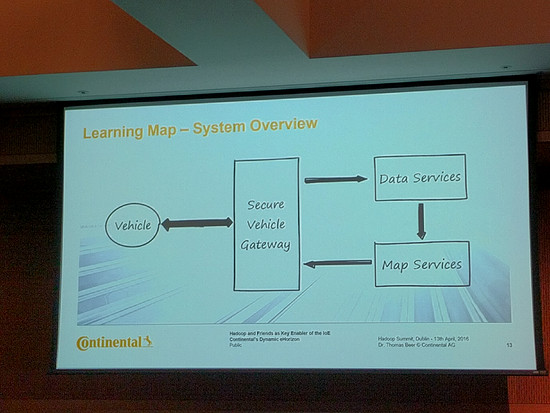 Learning Map – System Overview
Vehicle
Secure
Vehicle
Gateway
Data Services
Map Services
Continental
Hadoop and Friends as Key Enabler of the IoE
Continental's Dynamic eHorizon
Public
Hadoop Summit, Dublin - 13th April, 2016
Dr. Thomas Beer © Continental AG
13